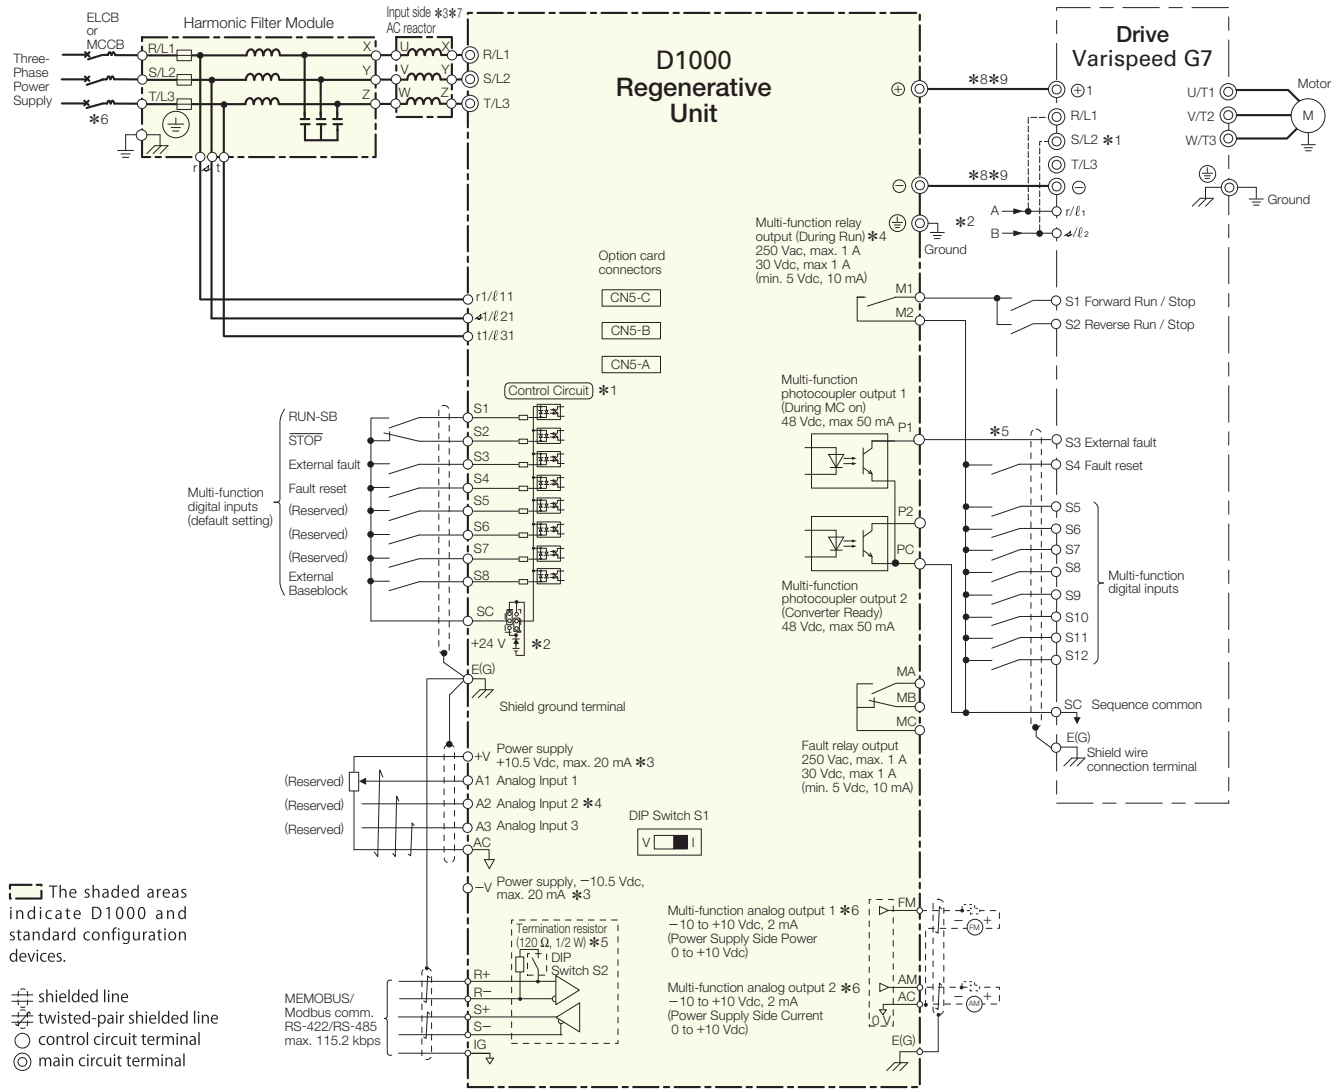 ELCB
or
MCCB
Three-
Phase
Power
Supply
✻6
Harmonic Filter Module
R/L1
S/L2
T/L3
X
Y
Z
r
𝓈
t
Input side ✻3✻7
AC reactor
U
V
W
X
Y
Z
R/L1
S/L2
T/L3
D1000
Regenerative
Unit
Drive
Varispeed G7
Motor
M
U/T1
V/T2
W/T3
Ground
⊕
✻8✻9
⊕1
R/L1
S/L2 ✻1
T/L3
⊖
✻8✻9
⊖
✻2
Ground
A
r/ℓ1
B
𝓈/ℓ2
Multi-function relay
output (During Run) ✻4
250 Vac, max. 1 A
30 Vdc, max 1 A
(min. 5 Vdc, 10 mA)
M1
M2
S1 Forward Run / Stop
S2 Reverse Run / Stop
Option card
connectors
CN5-C
CN5-B
CN5-A
r1/ℓ11
𝓈1/ℓ21
t1/ℓ31
Control Circuit ✻1
Multi-function
digital inputs
(default setting)
RUN-SB
STOP
External fault
Fault reset
(Reserved)
(Reserved)
(Reserved)
External
Baseblock
S1
S2
S3
S4
S5
S6
S7
S8
SC
+24 V
✻2
E(G)
Shield ground terminal
Multi-function
photocoupler output 1
(During MC on)
48 Vdc, max 50 mA
P1
✻5
P2
PC
Multi-function
photocoupler output 2
(Converter Ready)
48 Vdc, max 50 mA
S3 External fault
S4 Fault reset
S5
S6
S7
S8
S9
S10
S11
S12
Multi-function
digital inputs
SC Sequence common
E(G)
Shield wire
connection terminal
MA
MB
MC
Fault relay output
250 Vac, max. 1 A
30 Vdc, max 1 A
(min. 5 Vdc, 10 mA)
(Reserved)
(Reserved)
(Reserved)
+V Power supply
+10.5 Vdc, max. 20 mA ✻3
A1 Analog Input 1
A2 Analog Input 2 ✻4
A3 Analog Input 3
AC
−V Power supply, −10.5 Vdc,
max. 20 mA ✻3
DIP Switch S1
V
I
Termination resistor
(120 Ω, 1/2 W) ✻5
DIP
Switch S2
R+
R−
S+
S−
IG
MEMOBUS/
Modbus comm.
RS-422/RS-485
max. 115.2 kbps
Multi-function analog output 1 ✻6
−10 to +10 Vdc, 2 mA
(Power Supply Side Power
0 to +10 Vdc)
Multi-function analog output 2 ✻6
−10 to +10 Vdc, 2 mA
(Power Supply Side Current
0 to +10 Vdc)
FM
AM
AC
0 V
E(G)
−
+
FM
−
+
AM
The shaded areas
indicate D1000 and
standard configuration
devices.
shielded line
twisted-pair shielded line
control circuit terminal
main circuit terminal